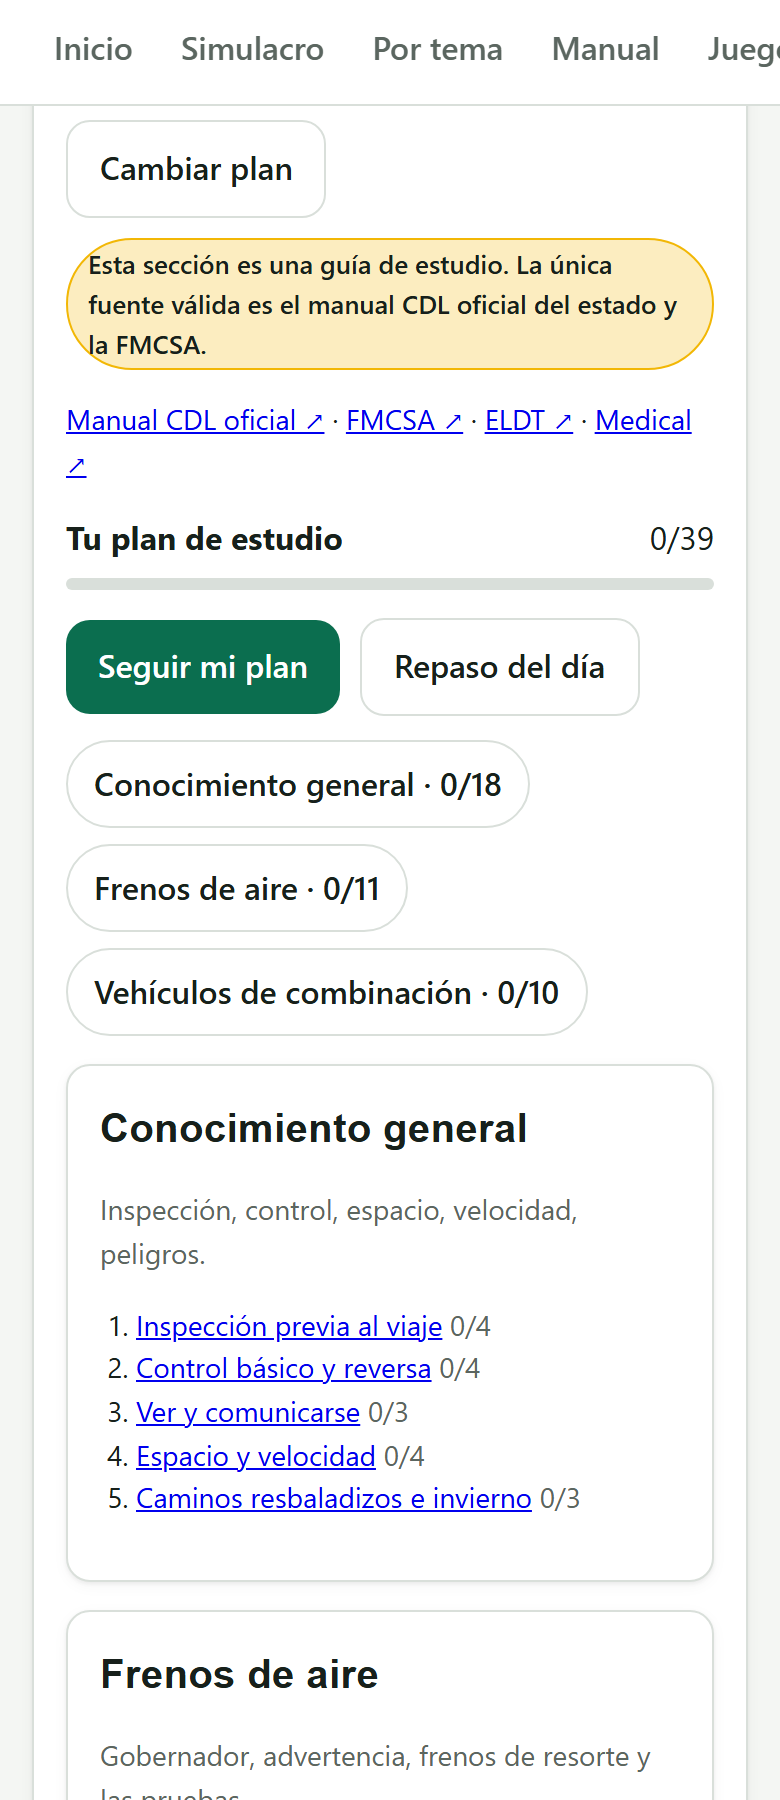 Inicio Simulacro Por tema Manual Juego
Cambiar plan
Esta sección es una guía de estudio. La única
fuente válida es el manual CDL oficial del estado y
la FMCSA.
Manual CDL oficial ↗ · FMCSA ↗ · ELDT ↗ · Medical
↗
Tu plan de estudio 0/39
Seguir mi plan Repaso del día
Conocimiento general · 0/18
Frenos de aire · 0/11
Vehículos de combinación · 0/10
Conocimiento general
Inspección, control, espacio, velocidad,
peligros.
1. Inspección previa al viaje 0/4
2. Control básico y reversa 0/4
3. Ver y comunicarse 0/3
4. Espacio y velocidad 0/4
5. Caminos resbaladizos e invierno 0/3
Frenos de aire
Gobernador, advertencia, frenos de resorte y
las pruebas.